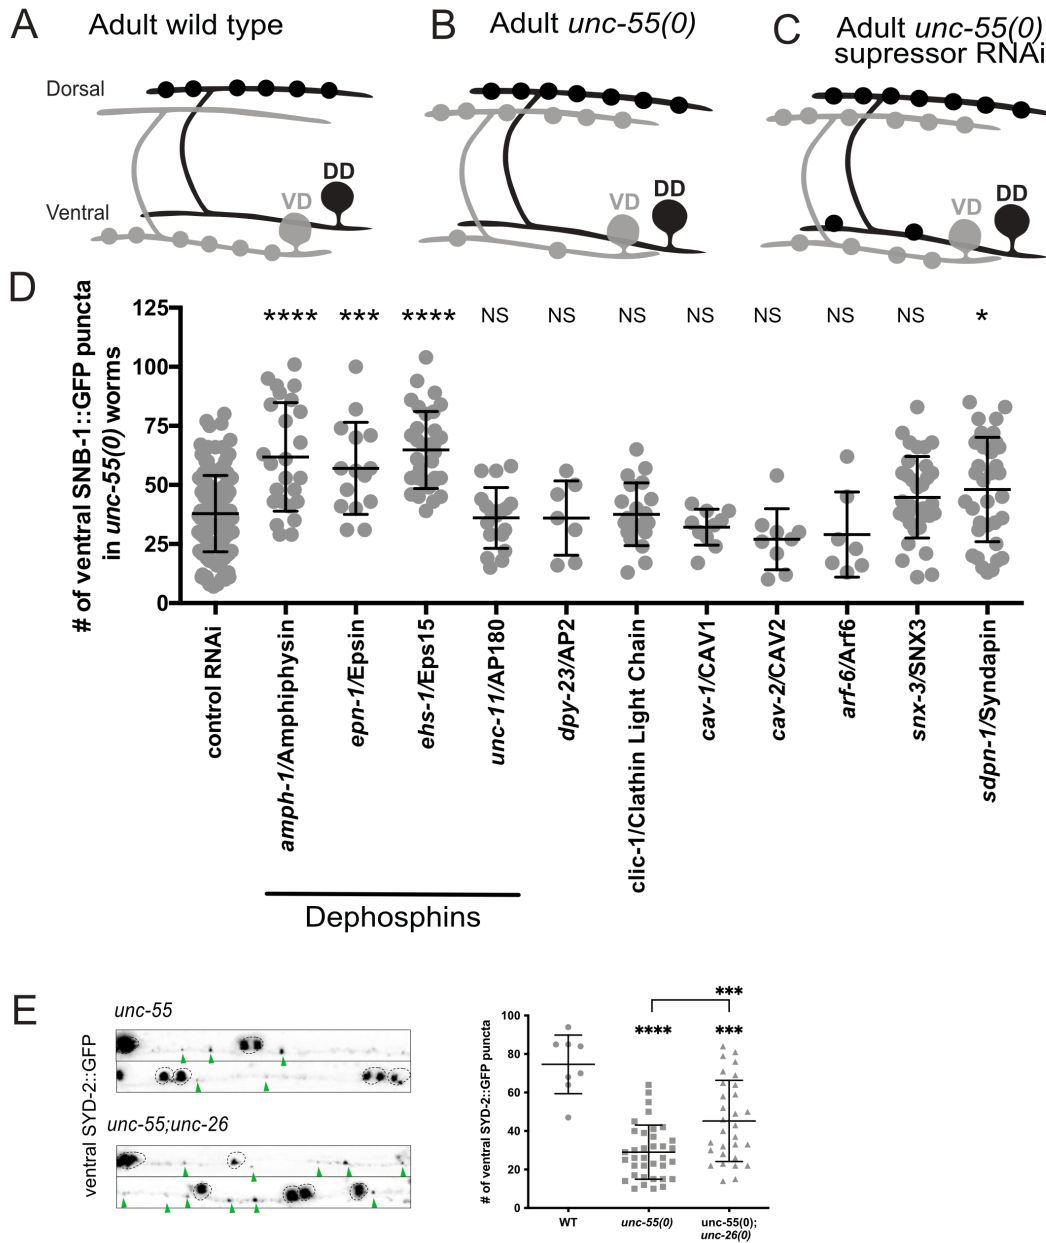 A
Adult wild type
B
Adult unc-55(0)
C
Adult unc-55(0)
supressor RNAi
Dorsal
Ventral
VD
DD
VD
DD
VD
DD
D
# of ventral SNB-1::GFP puncta
in unc-55(0) worms
125
100
75
50
25
0
**** *** **** NS NS NS NS NS NS NS *
control RNAi
amph-1/Amphiphysin
epn-1/Epsin
ehs-1/Eps15
unc-11/AP180
dpy-23/AP2
clic-1/Clathin Light Chain
cav-1/CAV1
cav-2/CAV2
arf-6/Arf6
snx-3/SNX3
sdpn-1/Syndapin
Dephosphins
E
ventral SYD-2::GFP
unc-55
unc-55;unc-26
# of ventral SYD-2::GFP puncta
100
80
60
40
20
0
***
**** ***
WT
unc-55(0)
unc-55(0);
unc-26(0)